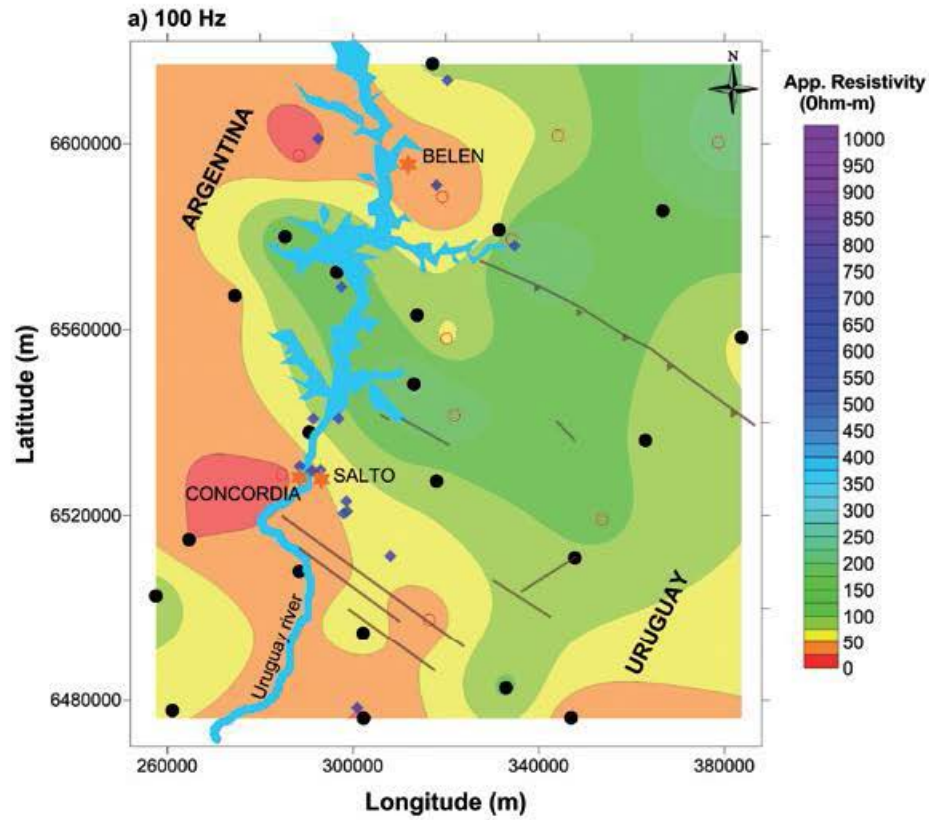 a) 100 Hz
N
App. Resistivity
(Ohm-m)
ARGENTINA
BELEN
SALTO
CONCORDIA
Uruguay river
URUGUAY
6600000
6560000
6520000
6480000
Latitude (m)
260000
300000
340000
380000
Longitude (m)
1000
950
900
850
800
750
700
650
600
550
500
450
400
350
300
250
200
150
100
50
0